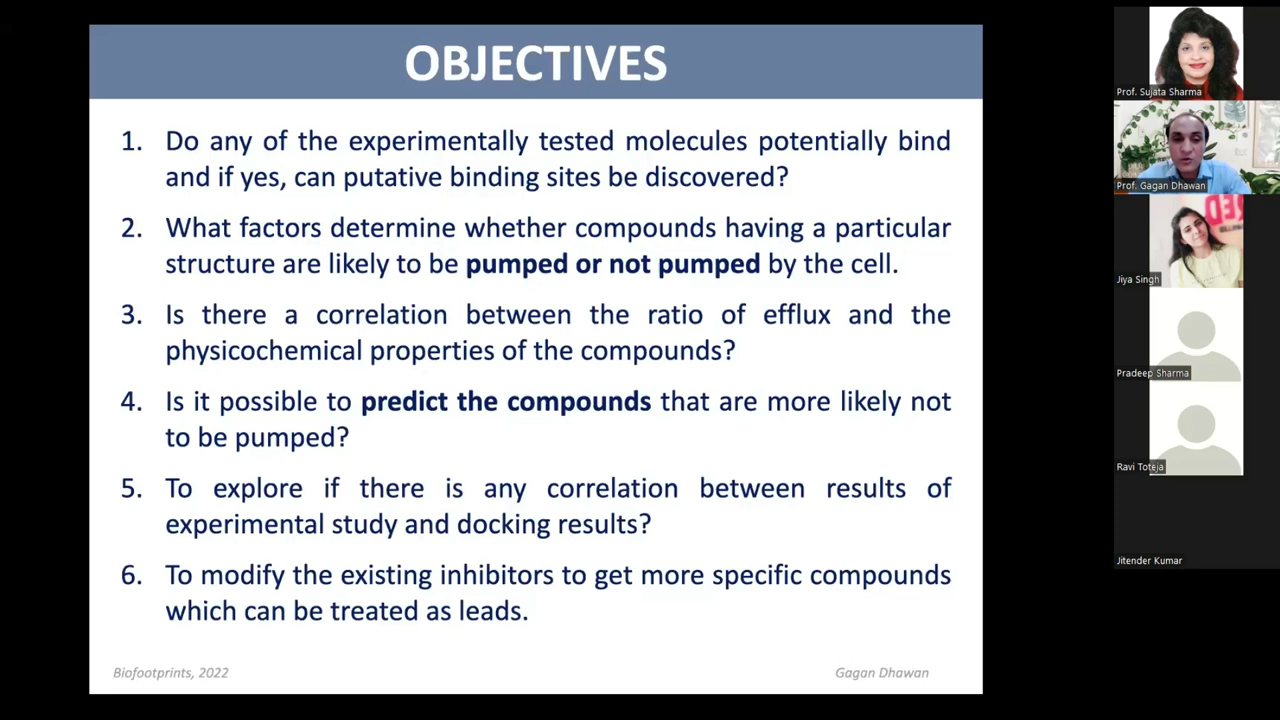 OBJECTIVES
1. Do any of the experimentally tested molecules potentially bind
and if yes, can putative binding sites be discovered?
2. What factors determine whether compounds having a particular
structure are likely to be pumped or not pumped by the cell.
3. Is there a correlation between the ratio of efflux and the
physicochemical properties of the compounds?
4. Is it possible to predict the compounds that are more likely not
to be pumped?
5. To explore if there is any correlation between results of
experimental study and docking results?
6. To modify the existing inhibitors to get more specific compounds
which can be treated as leads.
Biofootprints, 2022
Gagan Dhawan
Prof. Sujata Sharma
Prof. Gagan Dhawan
Jiya Singh
Pradeep Sharma
Ravi Toteja
Jitender Kumar